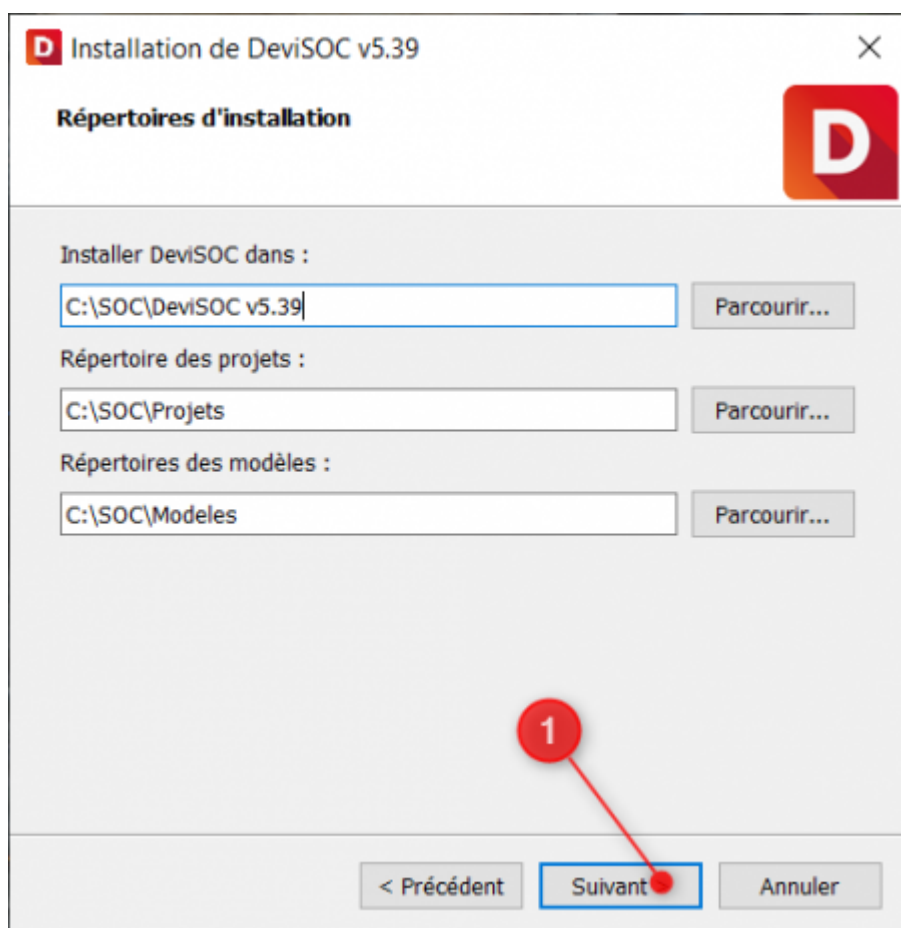 D Installation de DeviSOC v5.39
Répertoires d'installation
D
Installer DeviSOC dans :
C:\SOC\DeviSOC v5.39
Parcourir...
Répertoire des projets :
C:\SOC\Projets
Parcourir...
Répertoires des modèles :
C:\SOC\Modeles
Parcourir...
1
< Précédent
Suivant >
Annuler